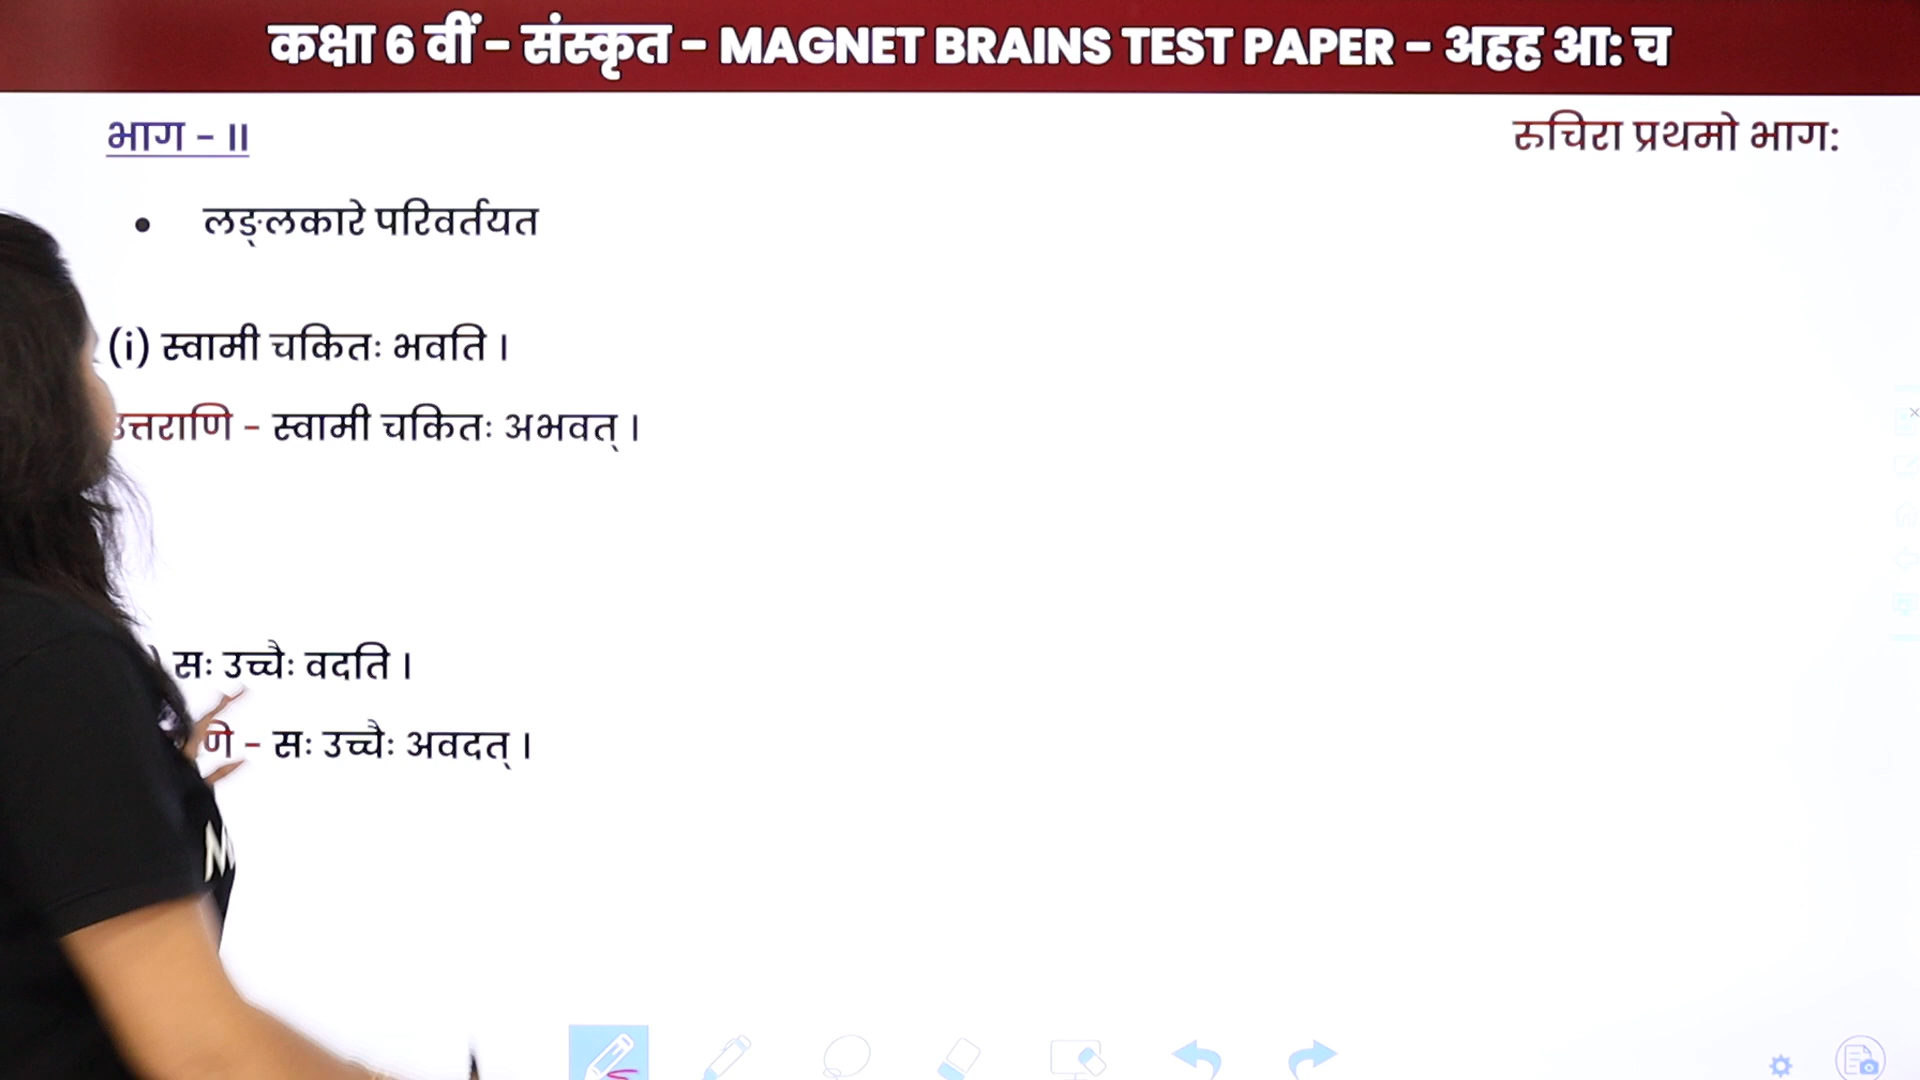 कक्षा 6 वीं - संस्कृत - MAGNET BRAINS TEST PAPER - अहह आ: च
भाग - II
रुचिरा प्रथमो भाग:
• लङ्लकारे परिवर्तयत
(i) स्वामी चकितः भवति ।
उत्तराणि - स्वामी चकितः अभवत् ।
) सः उच्चैः वदति ।
णि - सः उच्चैः अवदत् ।